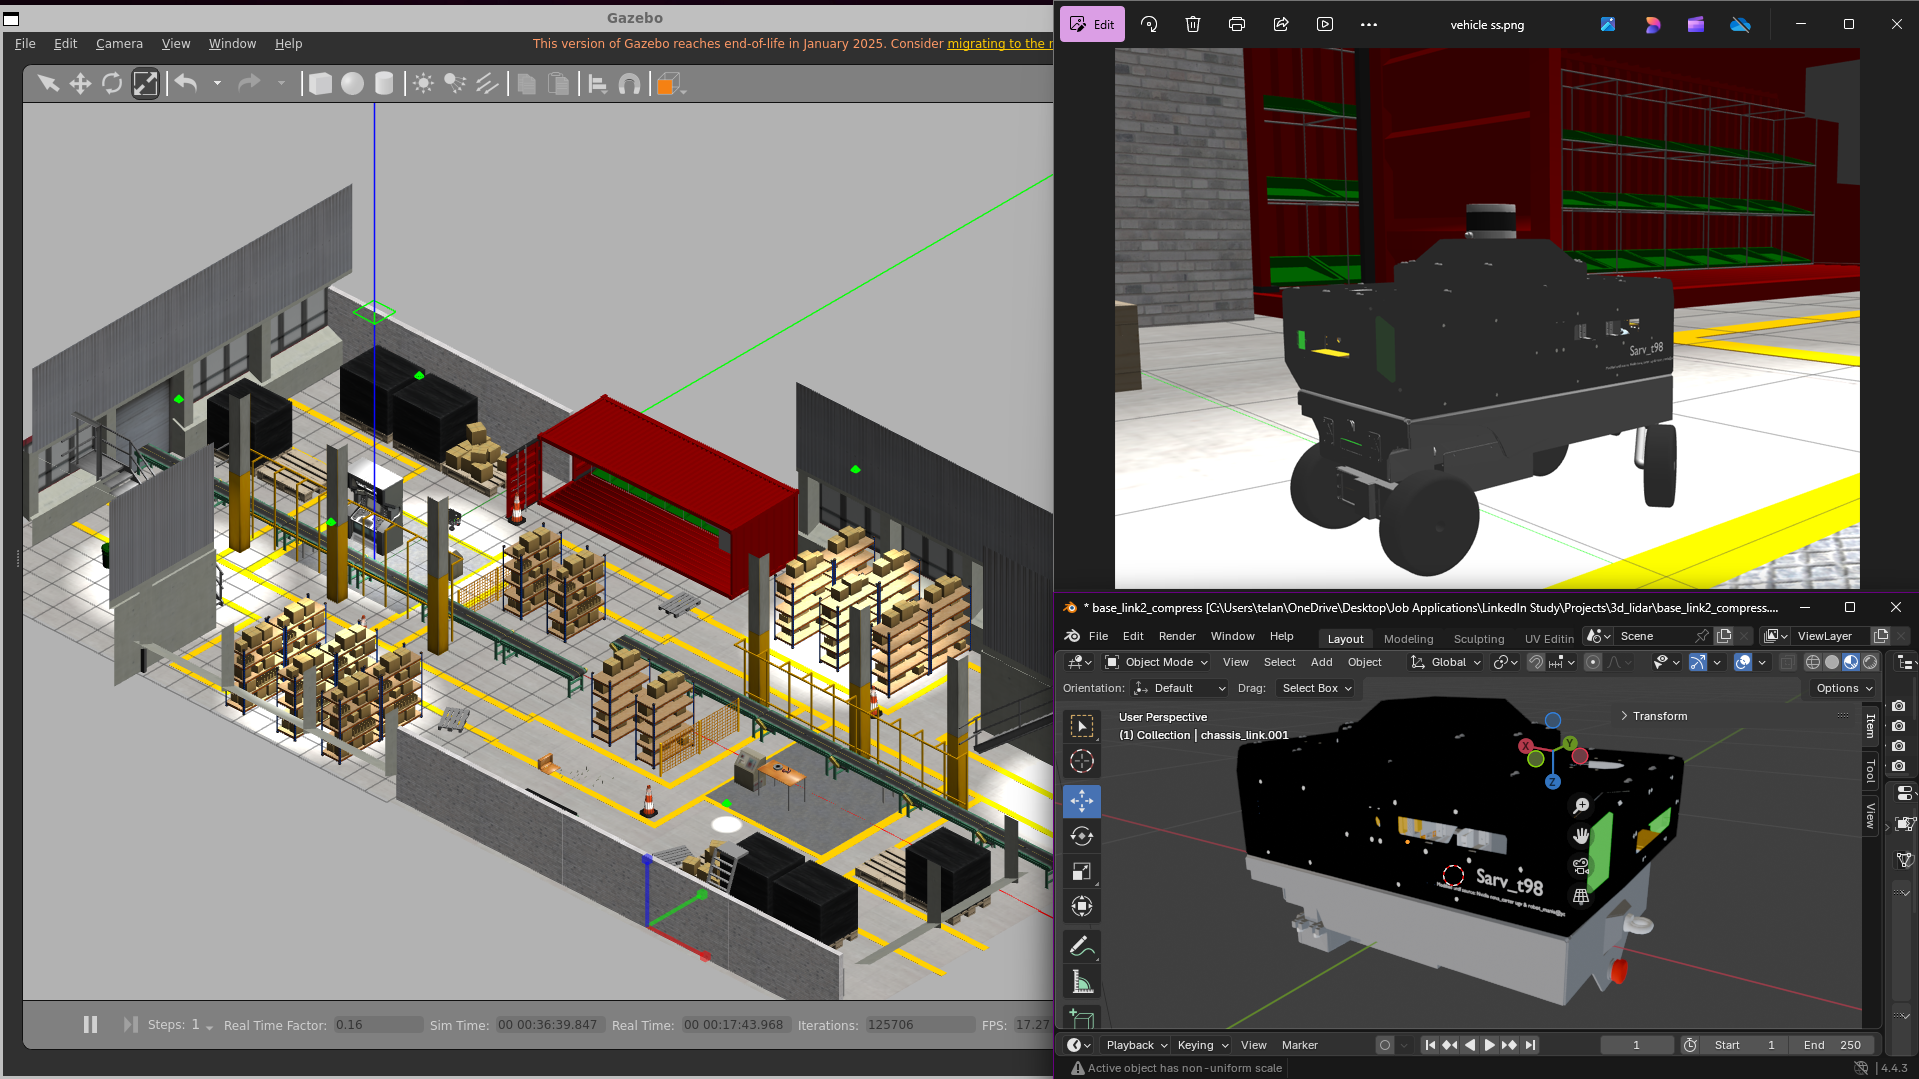 Gazebo
File Edit Camera View Window Help
This version of Gazebo reaches end-of-life in January 2025. Consider migrating to the r
Steps: 1 Real Time Factor: 0.16 Sim Time: 00 00:36:39.847 Real Time: 00 00:17:43.968 Iterations: 125706 FPS: 17.27
Edit
vehicle ss.png
Sarv_t98
* base_link2_compress [C:\Users\telan\OneDrive\Desktop\Job Applications\LinkedIn Study\Projects\3d_lidar\base_link2_compress....
File Edit Render Window Help Layout Modeling Sculpting UV Editin Scene ViewLayer
Object Mode View Select Add Object Global
Orientation: Default Drag: Select Box Options
User Perspective
(1) Collection | chassis_link.001
Transform
Item
Tool
View
X
Y
Z
Sarv_t98
Playback Keying View Marker 1 Start 1 End 250
Active object has non-uniform scale 4.4.3